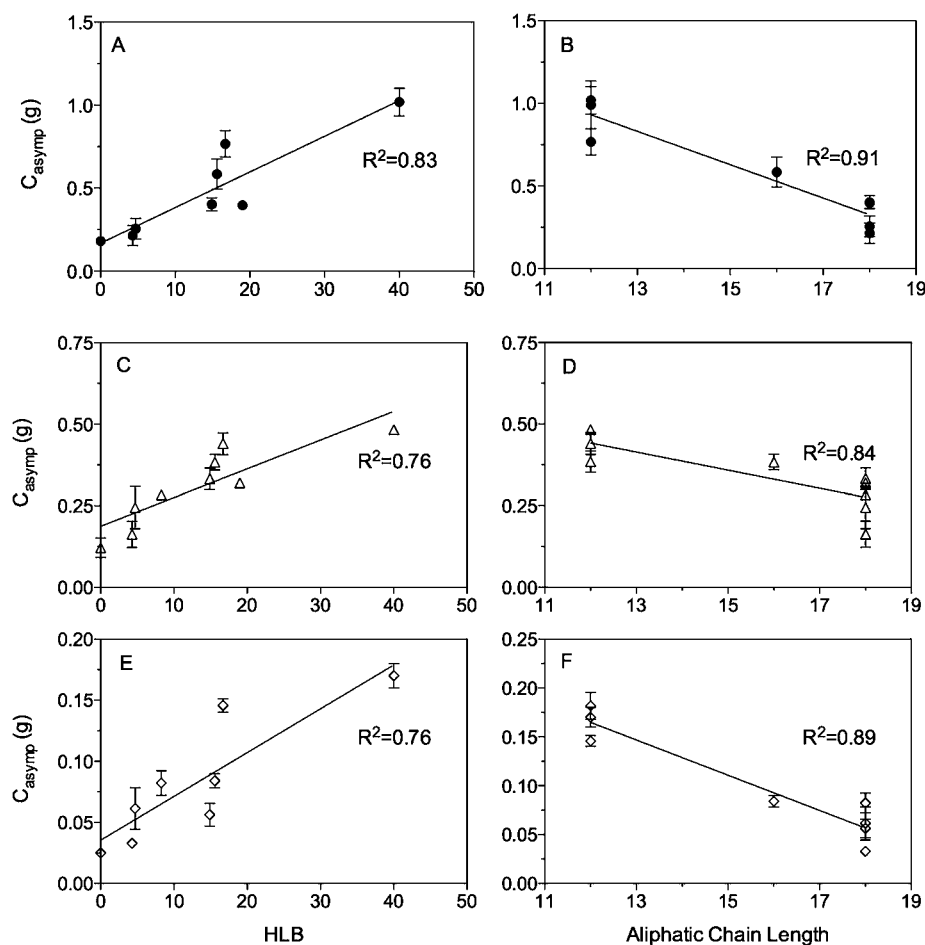 A
C_asymp (g)
1.5
1.0
0.5
0.0
R²=0.83
0 10 20 30 40 50
B
1.5
1.0
0.5
0.0
R²=0.91
11 13 15 17 19
C
C_asymp (g)
0.75
0.50
0.25
0.00
R²=0.76
0 10 20 30 40 50
D
0.75
0.50
0.25
0.00
R²=0.84
11 13 15 17 19
E
C_asymp (g)
0.20
0.15
0.10
0.05
0.00
R²=0.76
0 10 20 30 40 50
HLB
F
0.25
0.20
0.15
0.10
0.05
0.00
R²=0.89
11 13 15 17 19
Aliphatic Chain Length